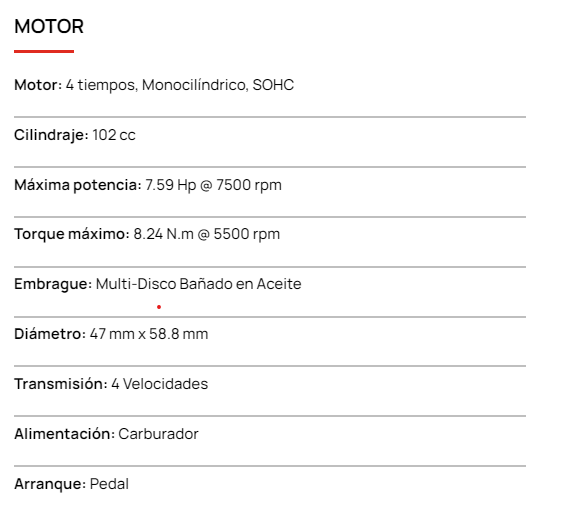 MOTOR
Motor: 4 tiempos, Monocilíndrico, SOHC
Cilindraje: 102 cc
Máxima potencia: 7.59 Hp @ 7500 rpm
Torque máximo: 8.24 N.m @ 5500 rpm
Embrague: Multi-Disco Bañado en Aceite
Diámetro: 47 mm x 58.8 mm
Transmisión: 4 Velocidades
Alimentación: Carburador
Arranque: Pedal